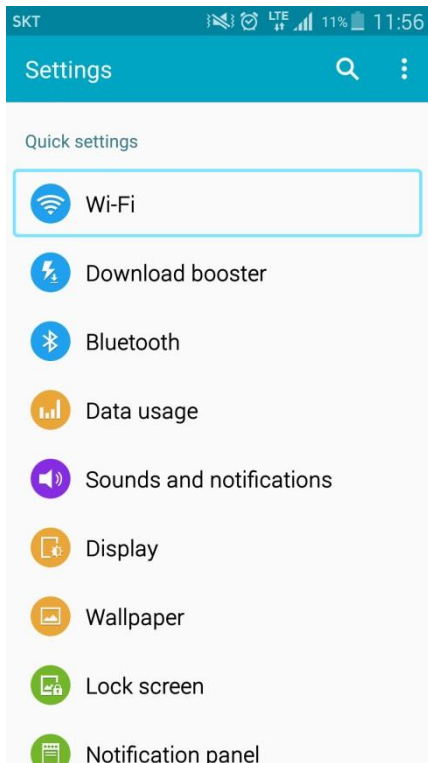 SKT LTE 11% 11:56
Settings
Quick settings
Wi-Fi
Download booster
Bluetooth
Data usage
Sounds and notifications
Display
Wallpaper
Lock screen
Notification panel